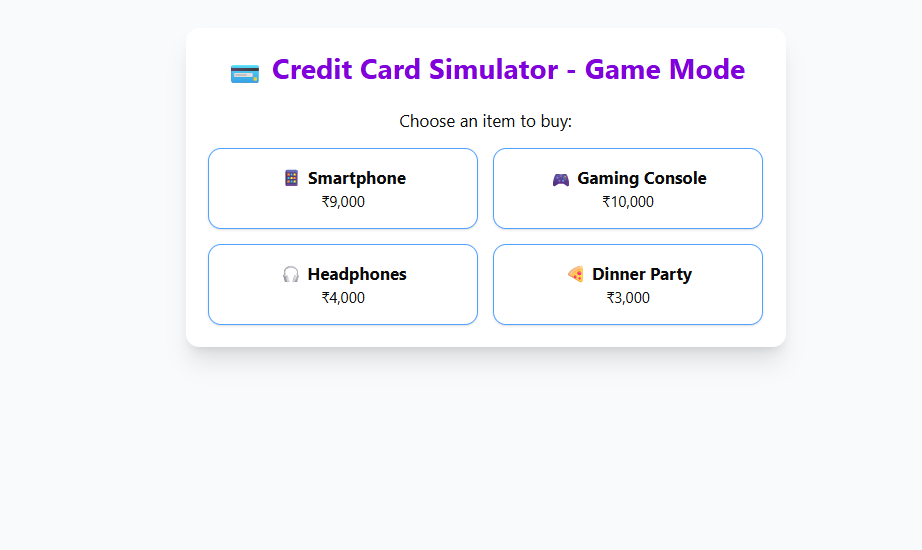 Credit Card Simulator - Game Mode
Choose an item to buy:
Smartphone
₹9,000
Gaming Console
₹10,000
Headphones
₹4,000
Dinner Party
₹3,000